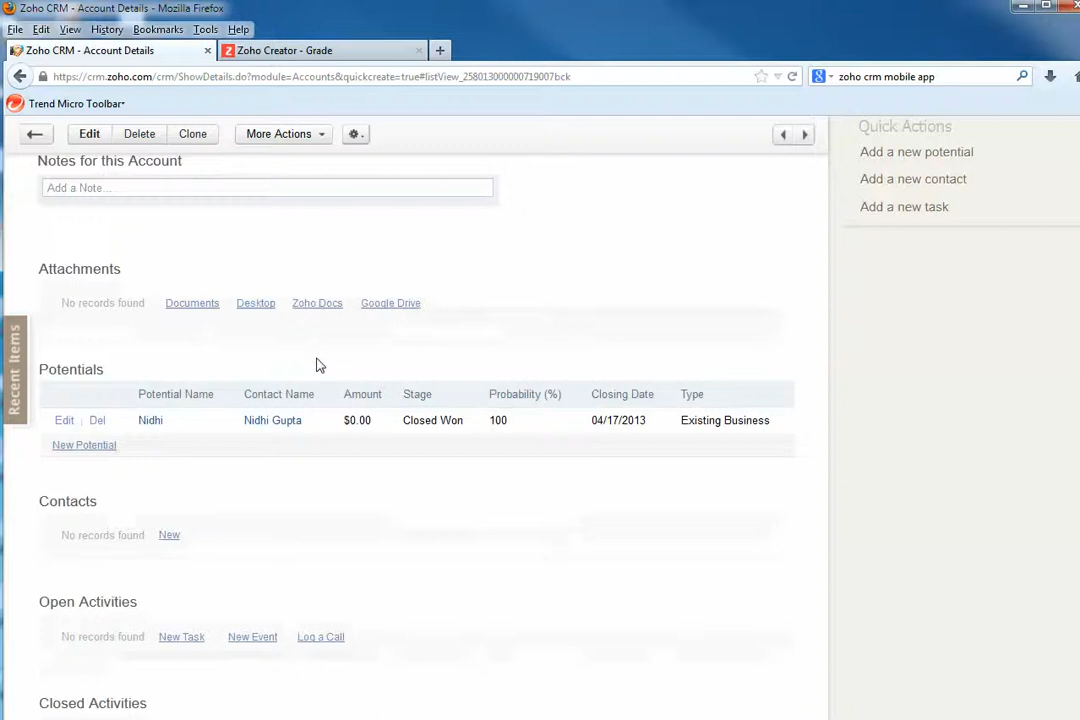 Zoho CRM - Account Details - Mozilla Firefox
File Edit View History Bookmarks Tools Help
Zoho CRM - Account Details × Zoho Creator - Grade × +
https://crm.zoho.com/crm/ShowDetails.do?module=Accounts&quickcreate=true#listView_258013000000719007bck zoho crm mobile app
Trend Micro Toolbar
Edit Delete Clone More Actions
Quick Actions
Add a new potential
Add a new contact
Add a new task
Recent Items
Notes for this Account
Add a Note...
Attachments
No records found Documents Desktop Zoho Docs Google Drive
Potentials
Potential Name Contact Name Amount Stage Probability (%) Closing Date Type
Edit | Del Nidhi Nidhi Gupta $0.00 Closed Won 100 04/17/2013 Existing Business
New Potential
Contacts
No records found New
Open Activities
No records found New Task New Event Log a Call
Closed Activities